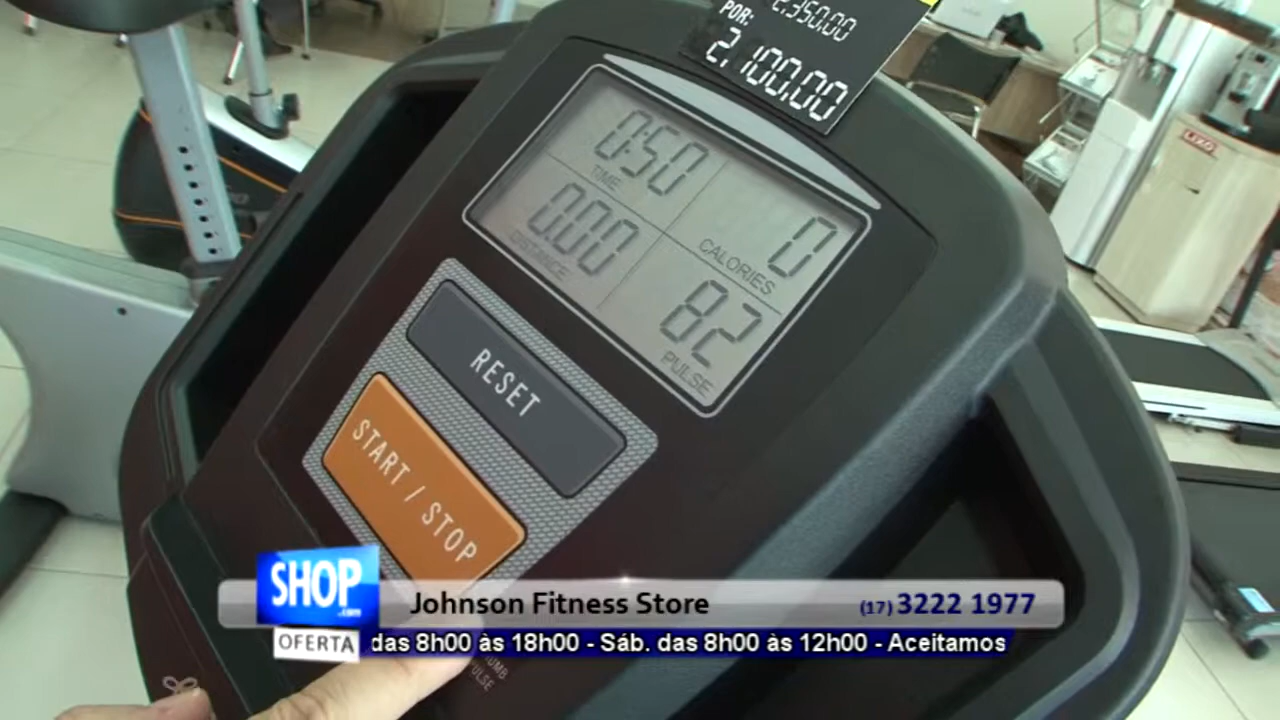 2.350.00
POR:
2.100,00
0:50
TIME
0
CALORIES
0.00
DISTANCE
82
PULSE
RESET
START / STOP
SHOP
.com
OFERTA
Johnson Fitness Store
(17) 3222 1977
das 8h00 às 18h00 - Sáb. das 8h00 às 12h00 - Aceitamos
PULSE
LIXO